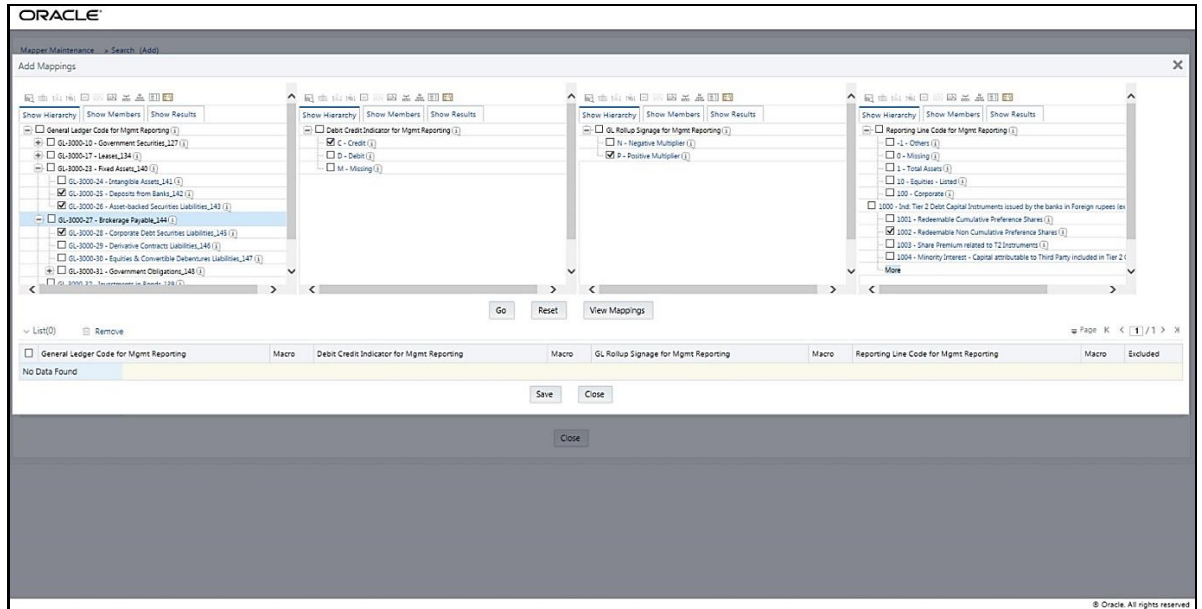 ORACLE
Mapper Maintenance » Search (Add)
Add Mappings
Show Hierarchy Show Members Show Results
General Ledger Code for Mgmt Reporting
GL-3000-10 - Government Securities_127
GL-3000-17 - Leases_134
GL-3000-23 - Fixed Assets_140
GL-3000-24 - Intangible Assets_141
GL-3000-25 - Deposits from Banks_142
GL-3000-26 - Asset-backed Securities Liabilities_143
GL-3000-27 - Brokerage Payable_144
GL-3000-28 - Corporate Debt Securities Liabilities_145
GL-3000-29 - Derivative Contracts Liabilities_146
GL-3000-30 - Equities & Convertible Debentures Liabilities_147
GL-3000-31 - Government Obligations_148
GL-3000-32 - Investments in Bonds_139
Show Hierarchy Show Members Show Results
Debit Credit Indicator for Mgmt Reporting
C - Credit
D - Debit
M - Missing
Show Hierarchy Show Members Show Results
GL Rollup Signage for Mgmt Reporting
N - Negative Multiplier
P - Positive Multiplier
Show Hierarchy Show Members Show Results
Reporting Line Code for Mgmt Reporting
-1 - Others
0 - Missing
1 - Total Assets
10 - Equities - Listed
100 - Corporate
1000 - Ind: Tier 2 Debt Capital Instruments issued by the banks in Foreign rupees (ex
1001 - Redeemable Cumulative Preference Shares
1002 - Redeemable Non Cumulative Preference Shares
1003 - Share Premium related to T2 Instruments
1004 - Minority Interest - Capital attributable to Third Party included in Tier 2 (
More
Go Reset View Mappings
List(0) Remove Page 1 / 1
General Ledger Code for Mgmt Reporting Macro Debit Credit Indicator for Mgmt Reporting Macro GL Rollup Signage for Mgmt Reporting Macro Reporting Line Code for Mgmt Reporting Macro Excluded
No Data Found
Save Close
Close
© Oracle. All rights reserved